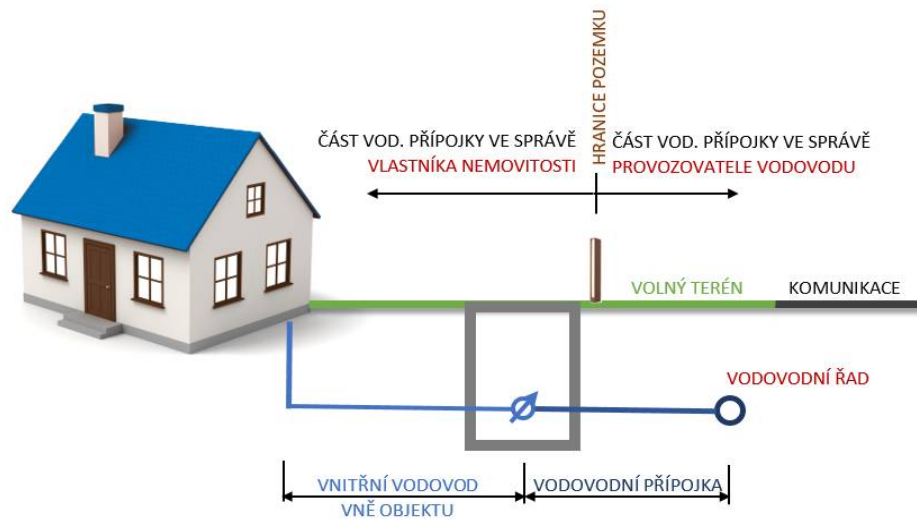 HRANICE POZEMKU
ČÁST VOD. PŘÍPOJKY VE SPRÁVĚ
VLASTNÍKA NEMOVITOSTI
ČÁST VOD. PŘÍPOJKY VE SPRÁVĚ
PROVOZOVATELE VODOVODU
VOLNÝ TERÉN
KOMUNIKACE
VODOVODNÍ ŘAD
VNITŘNÍ VODOVOD
VNĚ OBJEKTU
VODOVODNÍ PŘÍPOJKA